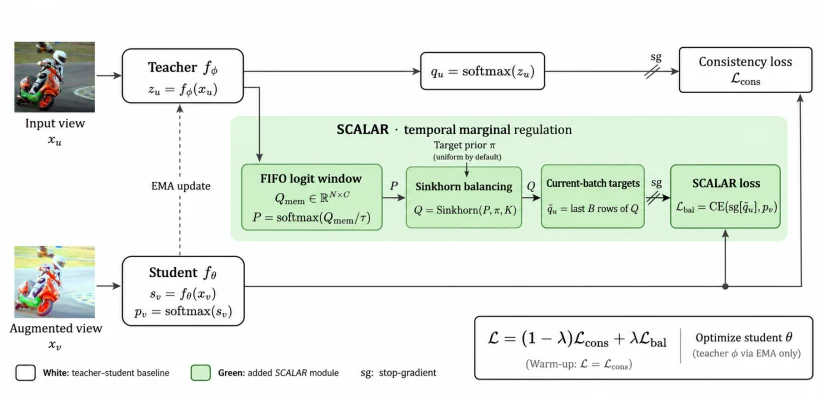 Input view
x_u
Teacher f_ϕ
z_u = f_ϕ(x_u)
q_u = softmax(z_u)
sg
Consistency loss
ℒ_cons
EMA update
SCALAR · temporal marginal regulation
FIFO logit window
Q_mem ∈ ℝ^{N×C}
P = softmax(Q_mem/τ)
P
Target prior π
(uniform by default)
Sinkhorn balancing
Q = Sinkhorn(P, π, K)
Q
Current-batch targets
q̃_u = last B rows of Q
sg
SCALAR loss
ℒ_bal = CE(sg[q̃_u], p_v)
Augmented view
x_v
Student f_θ
s_v = f_θ(x_v)
p_v = softmax(s_v)
ℒ = (1 − λ)ℒ_cons + λℒ_bal
(Warm-up: ℒ = ℒ_cons)
Optimize student θ
(teacher ϕ via EMA only)
White: teacher–student baseline
Green: added SCALAR module
sg: stop-gradient